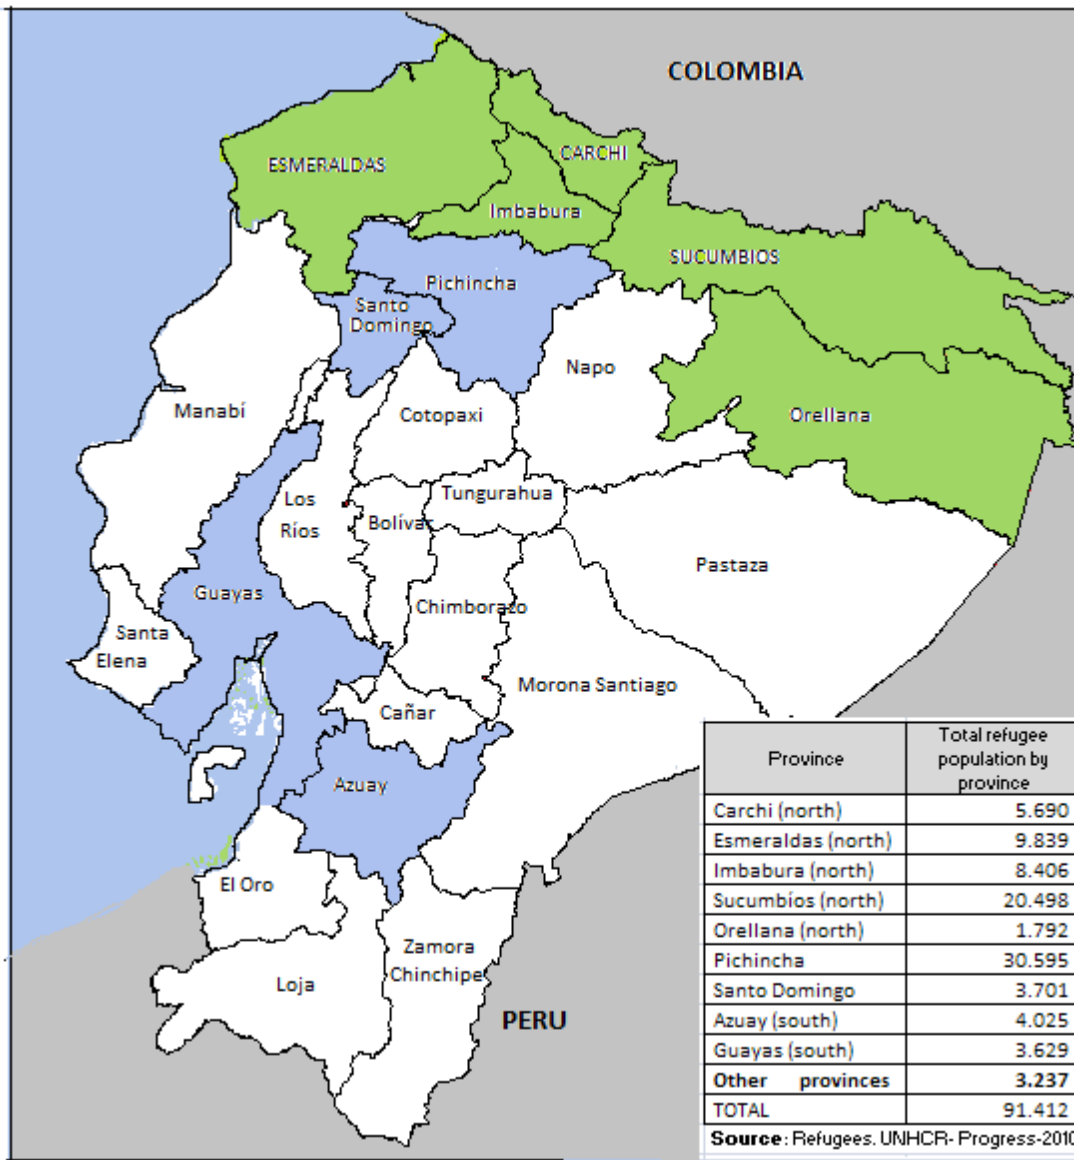 COLOMBIA
CARCHI
ESMERALDAS
Imbabura
SUCUMBIOS
Pichincha
Santo
Domingo
Napo
Manabí
Cotopaxi
Orellana
Los
Ríos
Tungurahua
Bolívar
Pastaza
Guayas
Chimborazo
Santa
Elena
Morona Santiago
Cañar
Azuay
El Oro
Zamora
Chinchipe
Loja
PERU
Province Total refugee
population by
province
Carchi (north) 5.690
Esmeraldas (north) 9.839
Imbabura (north) 8.406
Sucumbíos (north) 20.498
Orellana (north) 1.792
Pichincha 30.595
Santo Domingo 3.701
Azuay (south) 4.025
Guayas (south) 3.629
Other provinces 3.237
TOTAL 91.412
Source: Refugees. UNHCR- Progress-2010